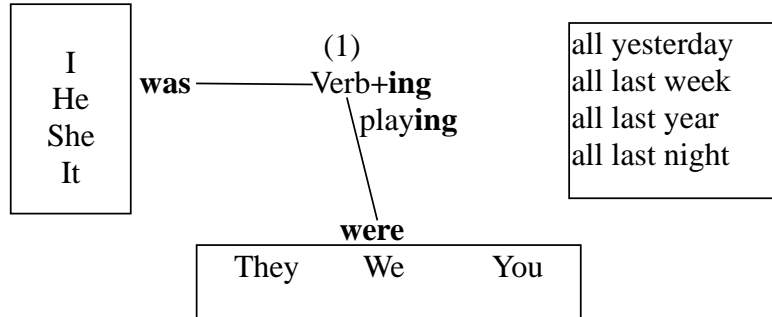 I
He
She
It
was
(1)
Verb+ing
playing
all yesterday
all last week
all last year
all last night
were
They We You